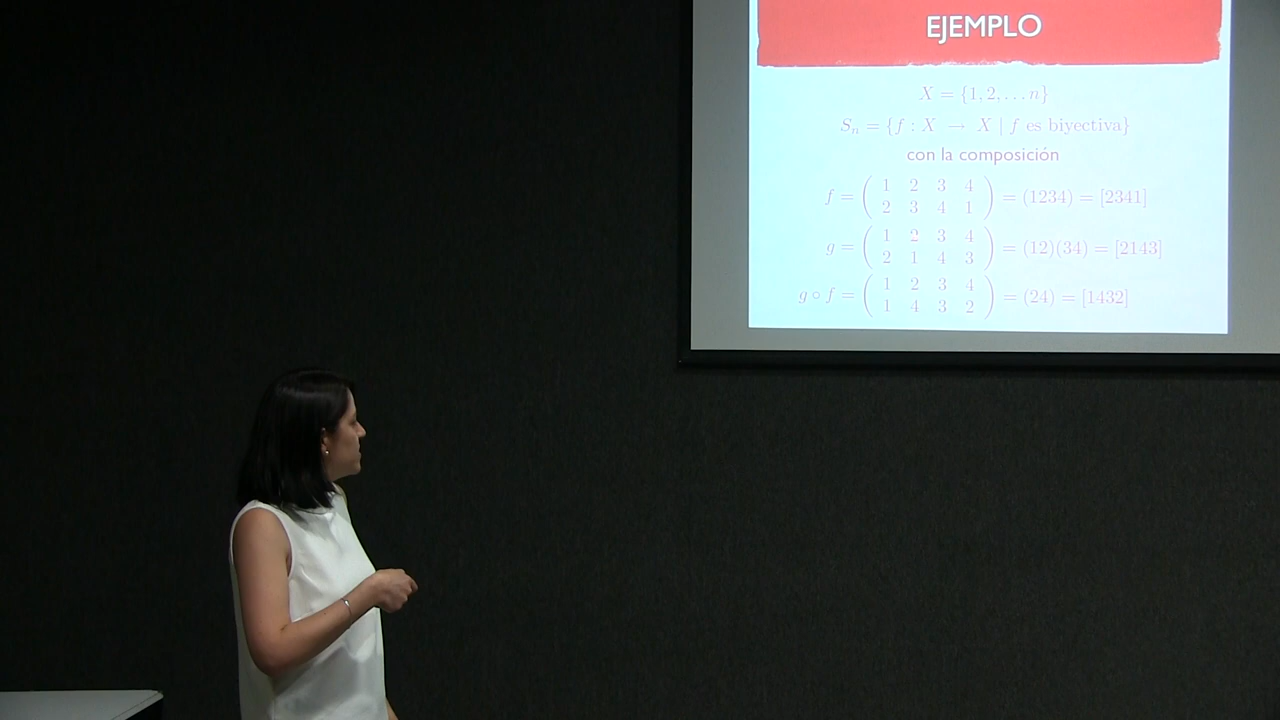 EJEMPLO
X = {1, 2, . . . n}
Sₙ = {f : X → X | f es biyectiva}
con la composición
f = ( 1 2 3 4 / 2 3 4 1 ) = (1234) = [2341]
g = ( 1 2 3 4 / 2 1 4 3 ) = (12)(34) = [2143]
g ∘ f = ( 1 2 3 4 / 1 4 3 2 ) = (24) = [1432]